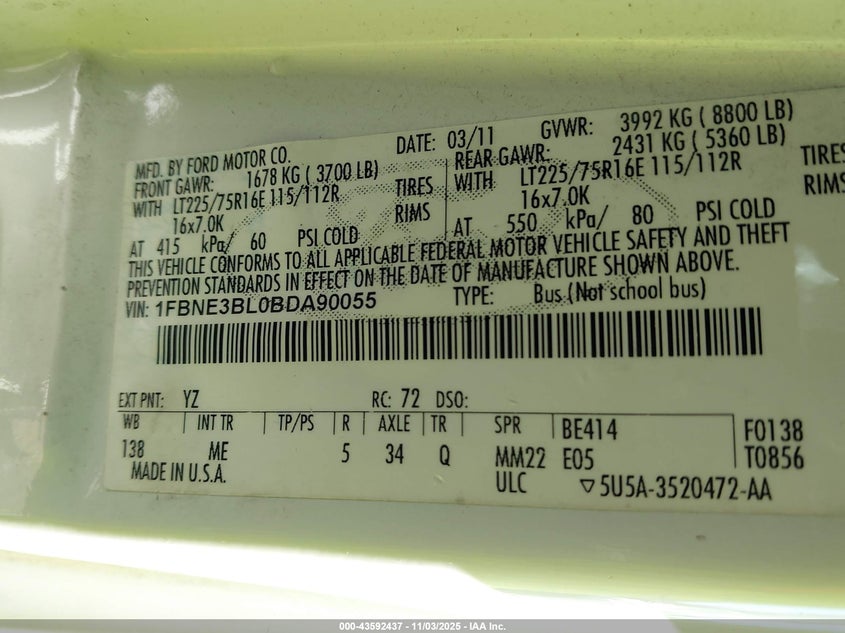 MFD. BY FORD MOTOR CO. DATE: 03/11 GVWR: 3992 KG ( 8800 LB)
FRONT GAWR: 1678 KG ( 3700 LB) REAR GAWR: 2431 KG ( 5360 LB)
WITH LT225/75R16E 115/112R TIRES WITH LT225/75R16E 115/112R TIRES
16x7.0K RIMS 16x7.0K RIMS
AT 415 kPa/ 60 PSI COLD AT 550 kPa/ 80 PSI COLD
THIS VEHICLE CONFORMS TO ALL APPLICABLE FEDERAL MOTOR VEHICLE SAFETY AND THEFT
PREVENTION STANDARDS IN EFFECT ON THE DATE OF MANUFACTURE SHOWN ABOVE.
VIN: 1FBNE3BL0BDA90055 TYPE: Bus (Not school bus)
EXT PNT: YZ RC: 72 DSO:
WB INT TR TP/PS R AXLE TR SPR BE414 F0138
138 ME 5 34 Q MM22 E05 T0856
MADE IN U.S.A. ULC ▽5U5A-3520472-AA
000-43592437 - 11/03/2025 - IAA Inc.